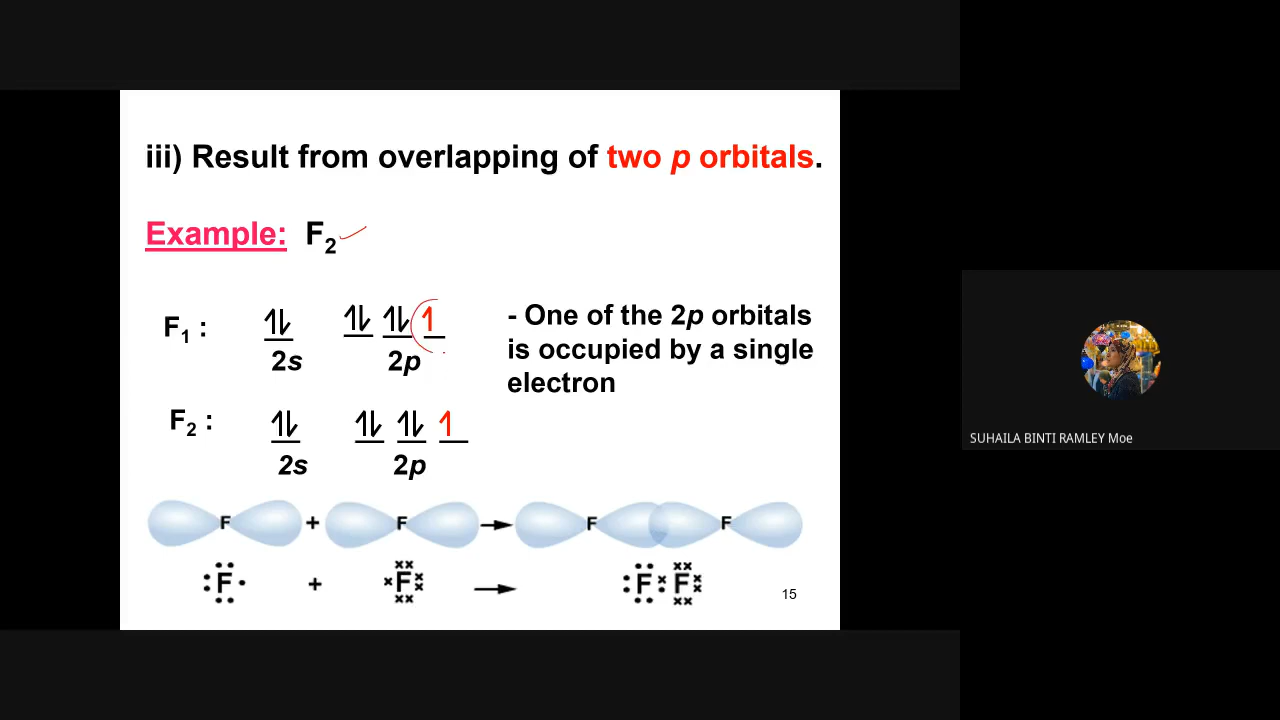 iii) Result from overlapping of two p orbitals.
Example: F₂
F₁ :
2s
2p
- One of the 2p orbitals
is occupied by a single
electron
F₂ :
2s
2p
F + F → F F
F + F → F F
15
SUHAILA BINTI RAMLEY Moe